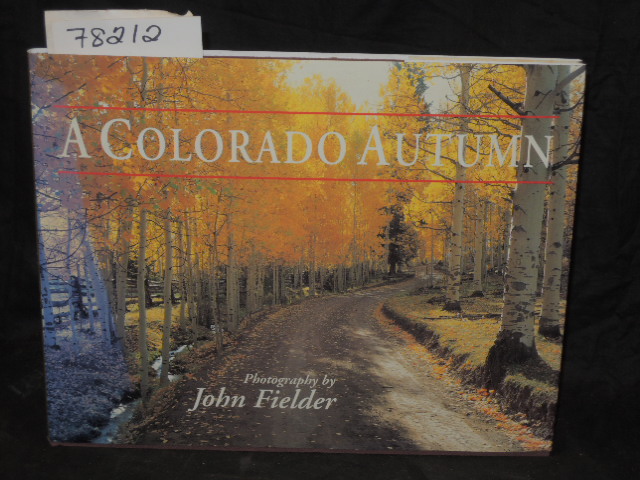 78212
A COLORADO AUTUMN
Photography by
John Fielder